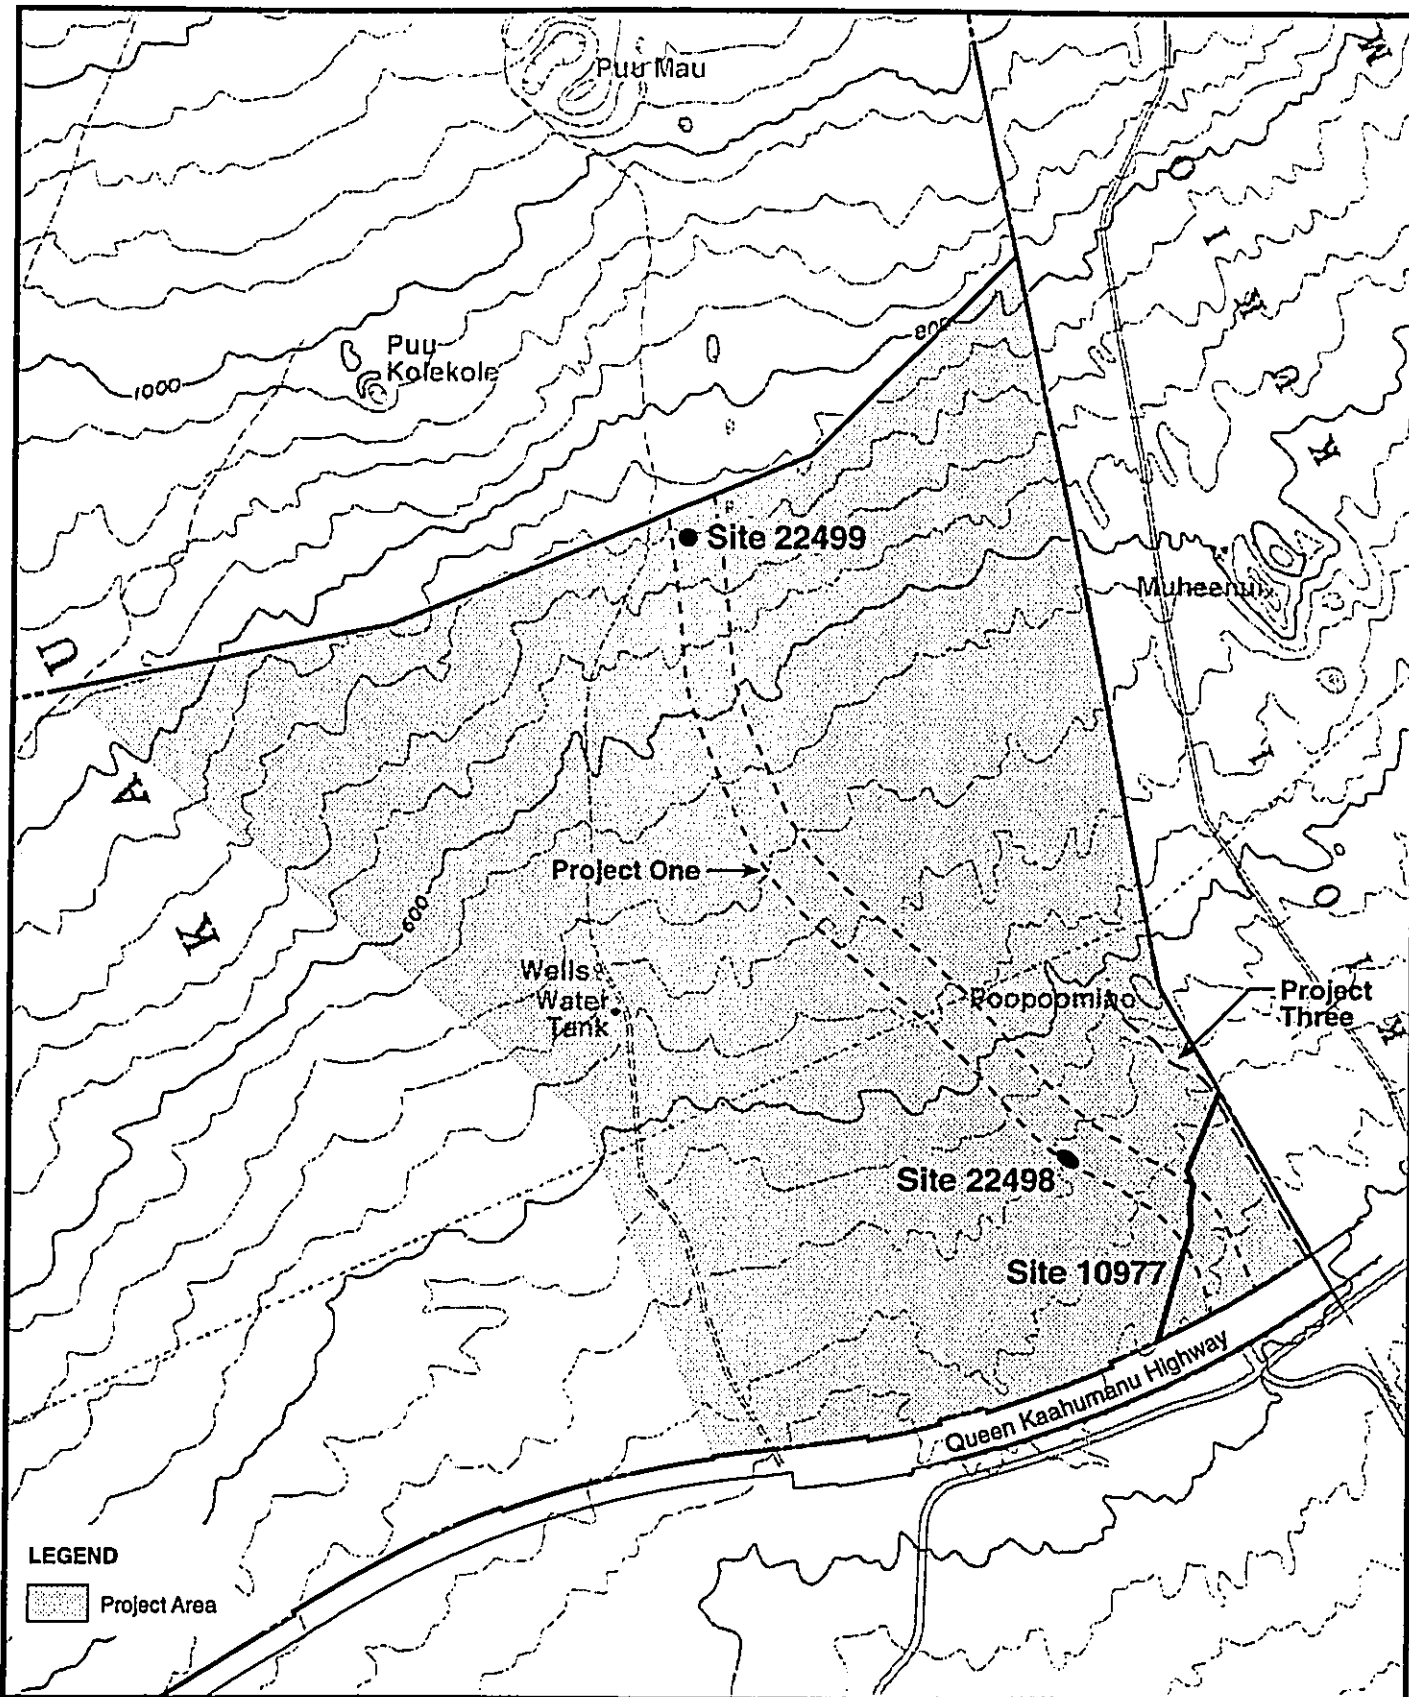 Puu Mau
800
Puu
Kolekole
1000
Site 22499
Muheenui
Project One
600
Wells
Water
Tank
Poopoomino
Project
Three
Site 22498
Site 10977
Queen Kaahumanu Highway
LEGEND
Project Area